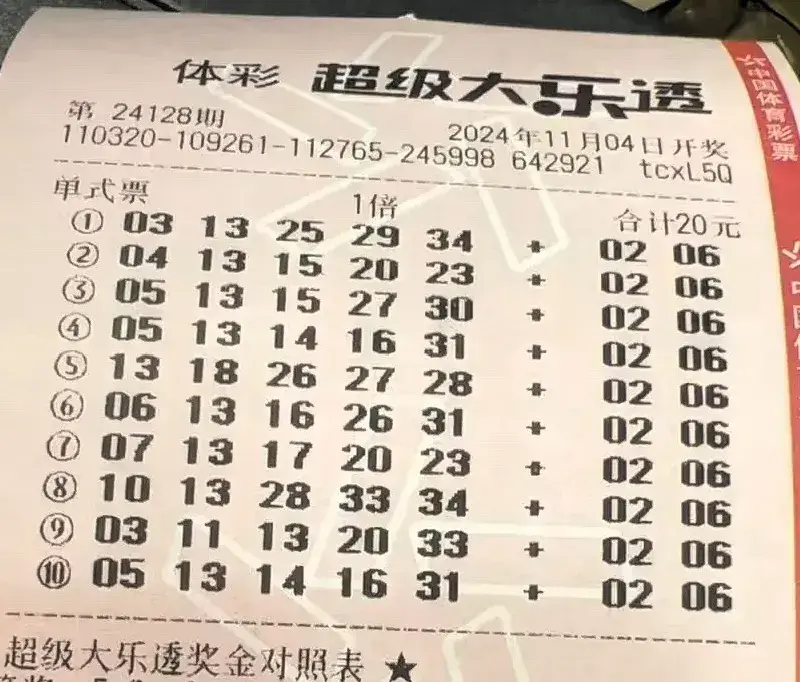 体彩 超级大乐透
第 24128期 2024年11月04日开奖
110320-109261-112765-245998 642921 tcxL5Q
单式票 1倍 合计20元
① 03 13 25 29 34 + 02 06
② 04 13 15 20 23 + 02 06
③ 05 13 15 27 30 + 02 06
④ 05 13 14 16 31 + 02 06
⑤ 13 18 26 27 28 + 02 06
⑥ 06 13 16 26 31 + 02 06
⑦ 07 13 17 20 23 + 02 06
⑧ 10 13 28 33 34 + 02 06
⑨ 03 11 13 20 33 + 02 06
⑩ 05 13 14 16 31 + 02 06
超级大乐透奖金对照表 ★
中国体育彩票